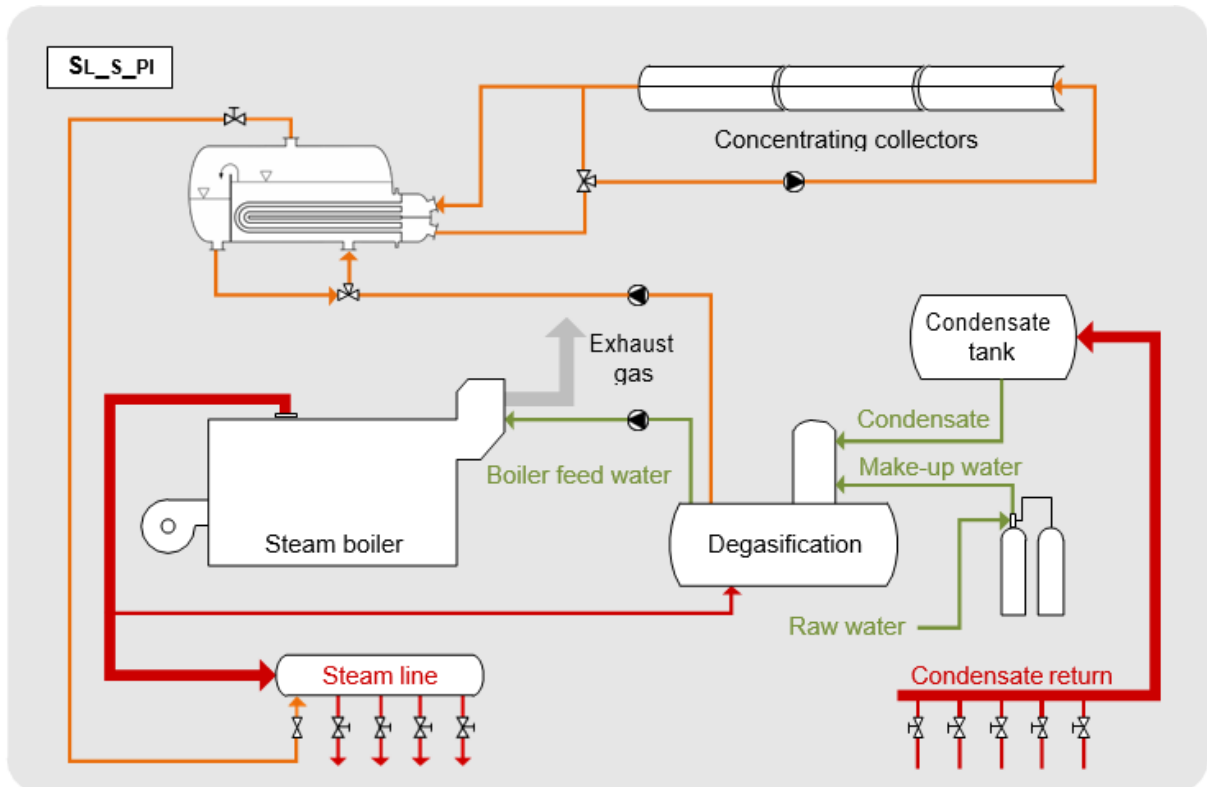 SL_S_PI
Concentrating collectors
Exhaust
gas
Condensate
tank
Condensate
Boiler feed water
Make-up water
Steam boiler
Degasification
Raw water
Steam line
Condensate return